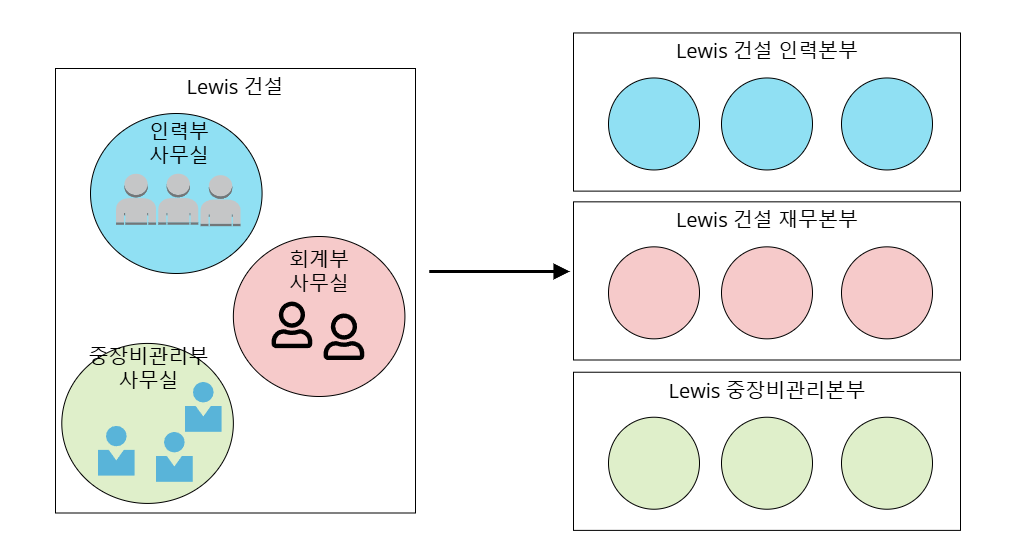 Lewis 건설
인력부
사무실
회계부
사무실
중장비관리부
사무실
Lewis 건설 인력본부
Lewis 건설 재무본부
Lewis 중장비관리본부